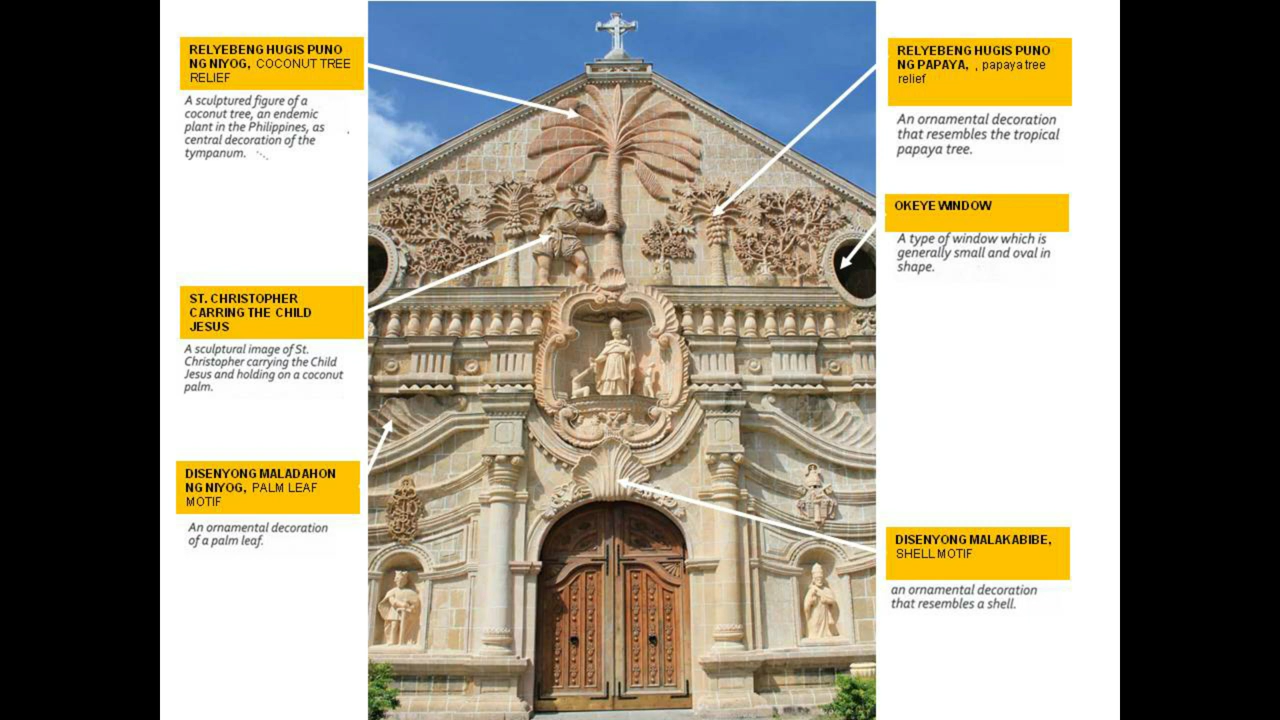 RELYEBENG HUGIS PUNO
NG NIYOG, COCONUT TREE
RELIEF
A sculptured figure of a
coconut tree, an endemic
plant in the Philippines, as
central decoration of the
tympanum.
ST. CHRISTOPHER
CARRING THE CHILD
JESUS
A sculptural image of St.
Christopher carrying the Child
Jesus and holding on a coconut
palm.
DISENYONG MALADAHON
NG NIYOG, PALM LEAF
MOTIF
An ornamental decoration
of a palm leaf.
RELYEBENG HUGIS PUNO
NG PAPAYA, , papaya tree
relief
An ornamental decoration
that resembles the tropical
papaya tree.
OKEYE WINDOW
A type of window which is
generally small and oval in
shape.
DISENYONG MALAKABIBE,
SHELL MOTIF
an ornamental decoration
that resembles a shell.